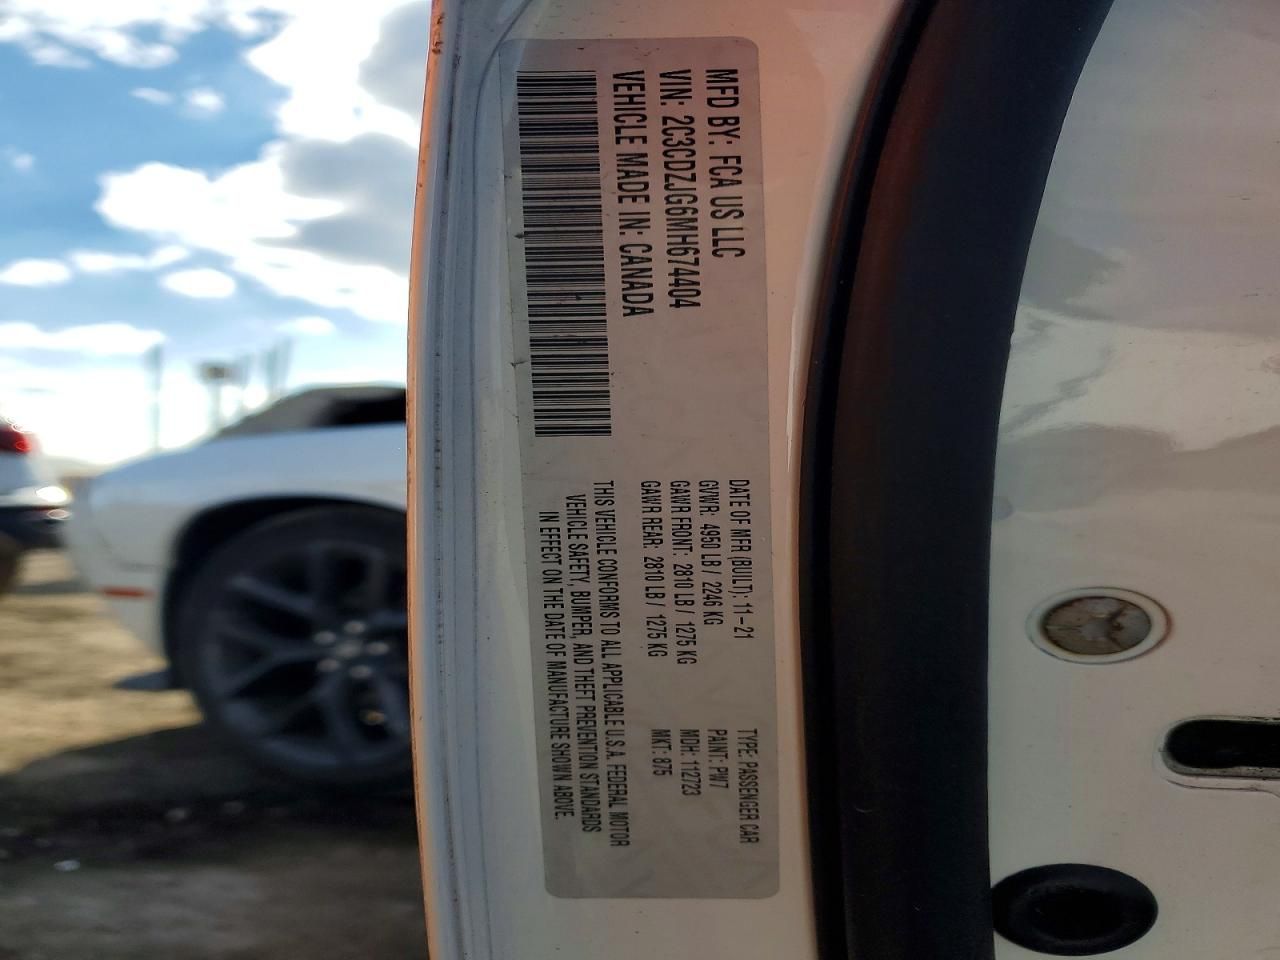 MFD BY: FCA US LLC
VIN: 2C3CDZJG6MH674404
VEHICLE MADE IN: CANADA
DATE OF MFR (BUILT): 11-21
GVWR: 4950 LB / 2246 KG
GAWR FRONT: 2810 LB / 1275 KG
GAWR REAR: 2810 LB / 1275 KG
TYPE: PASSENGER CAR
PAINT: PW7
MDH: 112723
MKT: 875
THIS VEHICLE CONFORMS TO ALL APPLICABLE U.S.A. FEDERAL MOTOR
VEHICLE SAFETY, BUMPER, AND THEFT PREVENTION STANDARDS
IN EFFECT ON THE DATE OF MANUFACTURE SHOWN ABOVE.